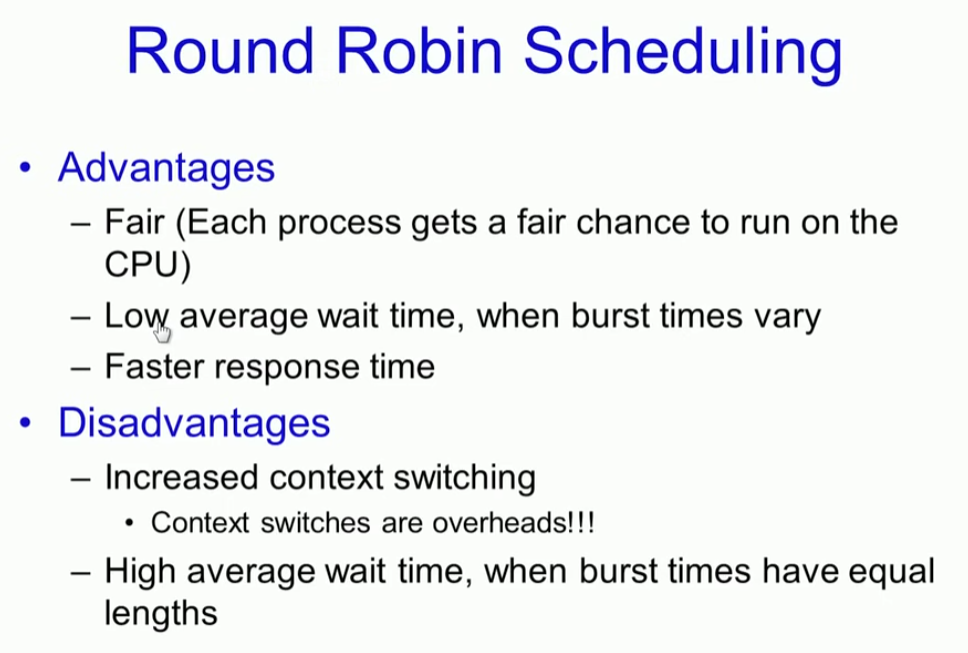 Round Robin Scheduling
• Advantages
– Fair (Each process gets a fair chance to run on the
CPU)
– Low average wait time, when burst times vary
– Faster response time
• Disadvantages
– Increased context switching
• Context switches are overheads!!!
– High average wait time, when burst times have equal
lengths